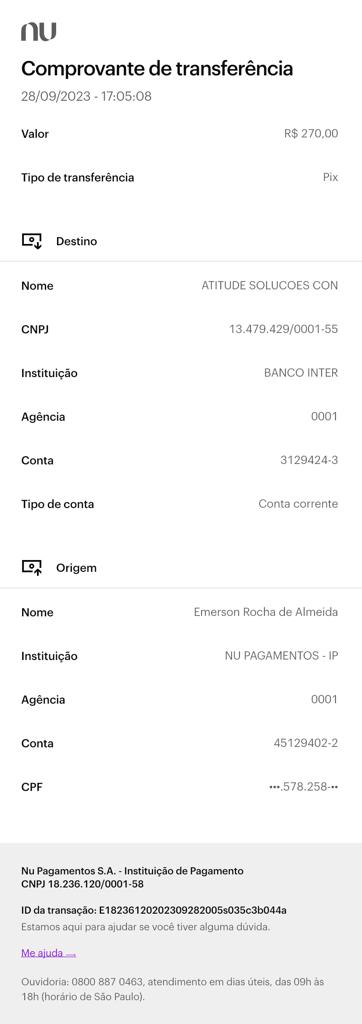 nu
Comprovante de transferência
28/09/2023 - 17:05:08
Valor R$ 270,00
Tipo de transferência Pix
Destino
Nome ATITUDE SOLUCOES CON
CNPJ 13.479.429/0001-55
Instituição BANCO INTER
Agência 0001
Conta 3129424-3
Tipo de conta Conta corrente
Origem
Nome Emerson Rocha de Almeida
Instituição NU PAGAMENTOS - IP
Agência 0001
Conta 45129402-2
CPF •••.578.258-••
Nu Pagamentos S.A. - Instituição de Pagamento
CNPJ 18.236.120/0001-58
ID da transação: E18236120202309282005s035c3b044a
Estamos aqui para ajudar se você tiver alguma dúvida.
Me ajuda
Ouvidoria: 0800 887 0463, atendimento em dias úteis, das 09h às
18h (horário de São Paulo).